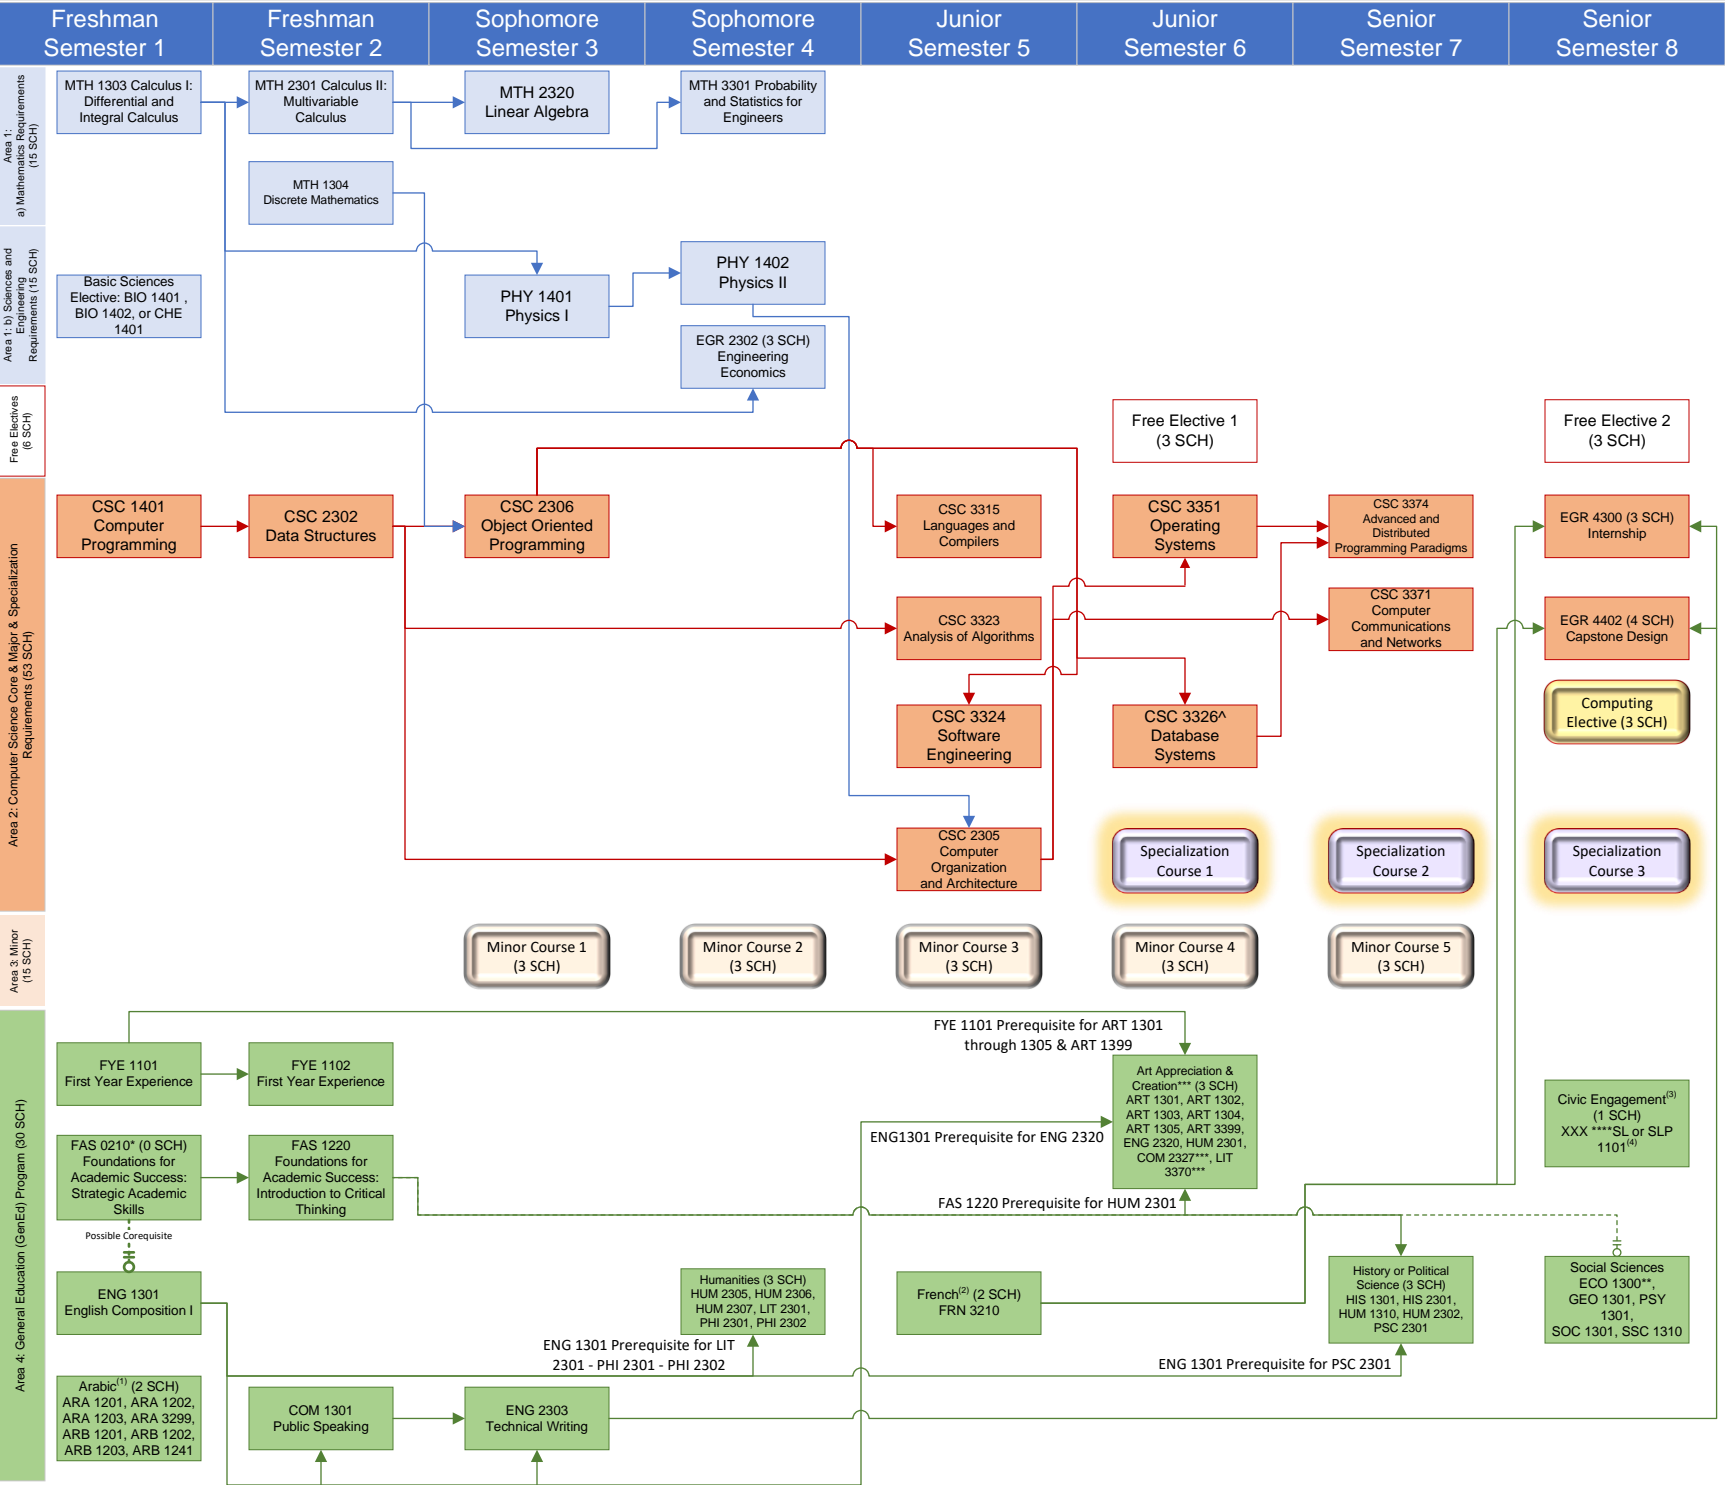 Freshman
Semester 1
Freshman
Semester 2
Sophomore
Semester 3
Sophomore
Semester 4
Junior
Semester 5
Junior
Semester 6
Senior
Semester 7
Senior
Semester 8
Area 1:
a) Mathematics Requirements
(15 SCH)
MTH 1303 Calculus I:
Differential and
Integral Calculus
MTH 2301 Calculus II:
Multivariable
Calculus
MTH 2320
Linear Algebra
MTH 3301 Probability
and Statistics for
Engineers
MTH 1304
Discrete Mathematics
Area 1: b) Sciences and
Engineering
Requirements (15 SCH)
Basic Sciences
Elective: BIO 1401 ,
BIO 1402, or CHE
1401
PHY 1401
Physics I
PHY 1402
Physics II
EGR 2302 (3 SCH)
Engineering
Economics
Free Electives
(6 SCH)
Free Elective 1
(3 SCH)
Free Elective 2
(3 SCH)
Area 2: Computer Science Core & Major & Specialization
Requirements (53 SCH)
CSC 1401
Computer
Programming
CSC 2302
Data Structures
CSC 2306
Object Oriented
Programming
CSC 3315
Languages and
Compilers
CSC 3351
Operating
Systems
CSC 3374
Advanced and
Distributed
Programming Paradigms
EGR 4300 (3 SCH)
Internship
CSC 3323
Analysis of Algorithms
CSC 3371
Computer
Communications
and Networks
EGR 4402 (4 SCH)
Capstone Design
CSC 3324
Software
Engineering
CSC 3326^
Database
Systems
Computing
Elective (3 SCH)
CSC 2305
Computer
Organization
and Architecture
Specialization
Course 1
Specialization
Course 2
Specialization
Course 3
Area 3: Minor
(15 SCH)
Minor Course 1
(3 SCH)
Minor Course 2
(3 SCH)
Minor Course 3
(3 SCH)
Minor Course 4
(3 SCH)
Minor Course 5
(3 SCH)
Area 4: General Education (GenEd) Program (30 SCH)
FYE 1101 Prerequisite for ART 1301
through 1305 & ART 1399
FYE 1101
First Year Experience
FYE 1102
First Year Experience
Art Appreciation &
Creation*** (3 SCH)
ART 1301, ART 1302,
ART 1303, ART 1304,
ART 1305, ART 3399,
ENG 2320, HUM 2301,
COM 2327***, LIT
3370***
Civic Engagement(3)
(1 SCH)
XXX ****SL or SLP
1101(4)
ENG1301 Prerequisite for ENG 2320
FAS 0210* (0 SCH)
Foundations for
Academic Success:
Strategic Academic
Skills
FAS 1220
Foundations for
Academic Success:
Introduction to Critical
Thinking
FAS 1220 Prerequisite for HUM 2301
Possible Corequisite
ENG 1301
English Composition I
Humanities (3 SCH)
HUM 2305, HUM 2306,
HUM 2307, LIT 2301,
PHI 2301, PHI 2302
French(2) (2 SCH)
FRN 3210
History or Political
Science (3 SCH)
HIS 1301, HIS 2301,
HUM 1310, HUM 2302,
PSC 2301
Social Sciences
ECO 1300**,
GEO 1301, PSY
1301,
SOC 1301, SSC 1310
ENG 1301 Prerequisite for LIT
2301 - PHI 2301 - PHI 2302
ENG 1301 Prerequisite for PSC 2301
Arabic(1) (2 SCH)
ARA 1201, ARA 1202,
ARA 1203, ARA 3299,
ARB 1201, ARB 1202,
ARB 1203, ARB 1241
COM 1301
Public Speaking
ENG 2303
Technical Writing